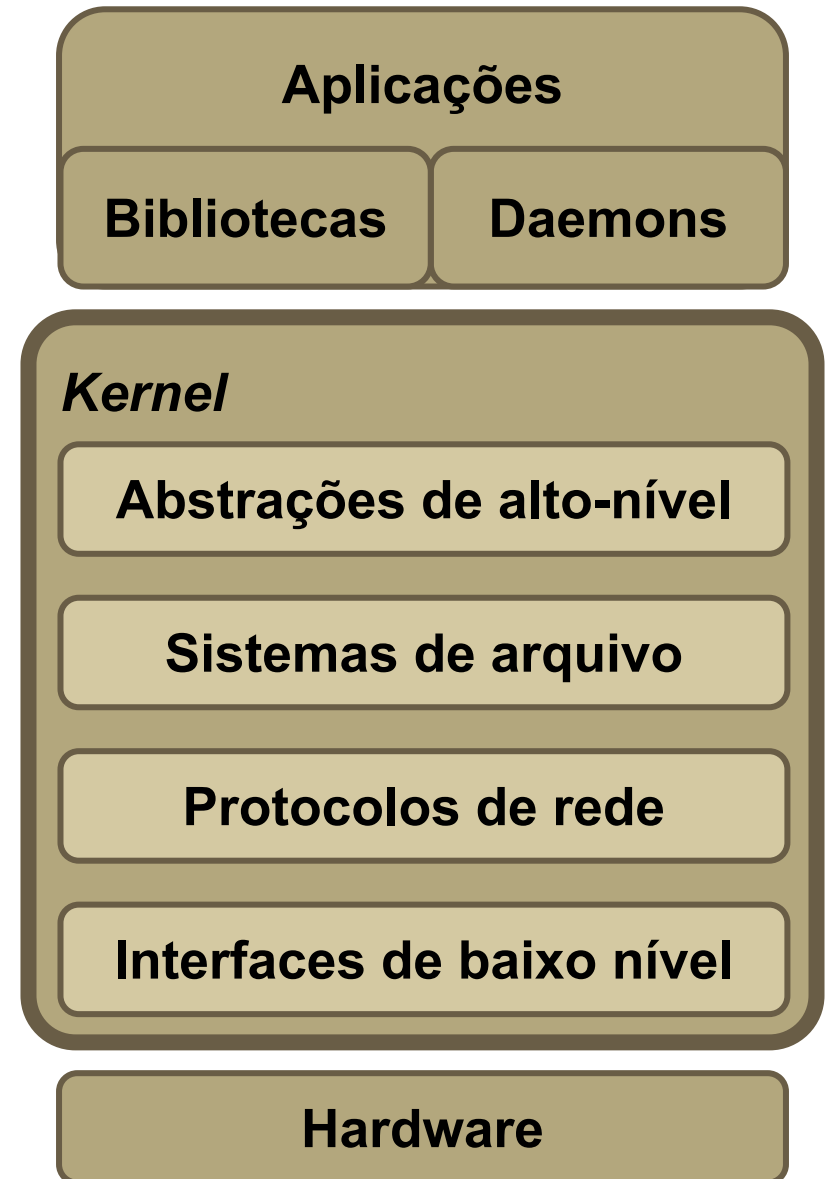 Aplicações
Bibliotecas Daemons
Kernel
Abstrações de alto-nível
Sistemas de arquivo
Protocolos de rede
Interfaces de baixo nível
Hardware